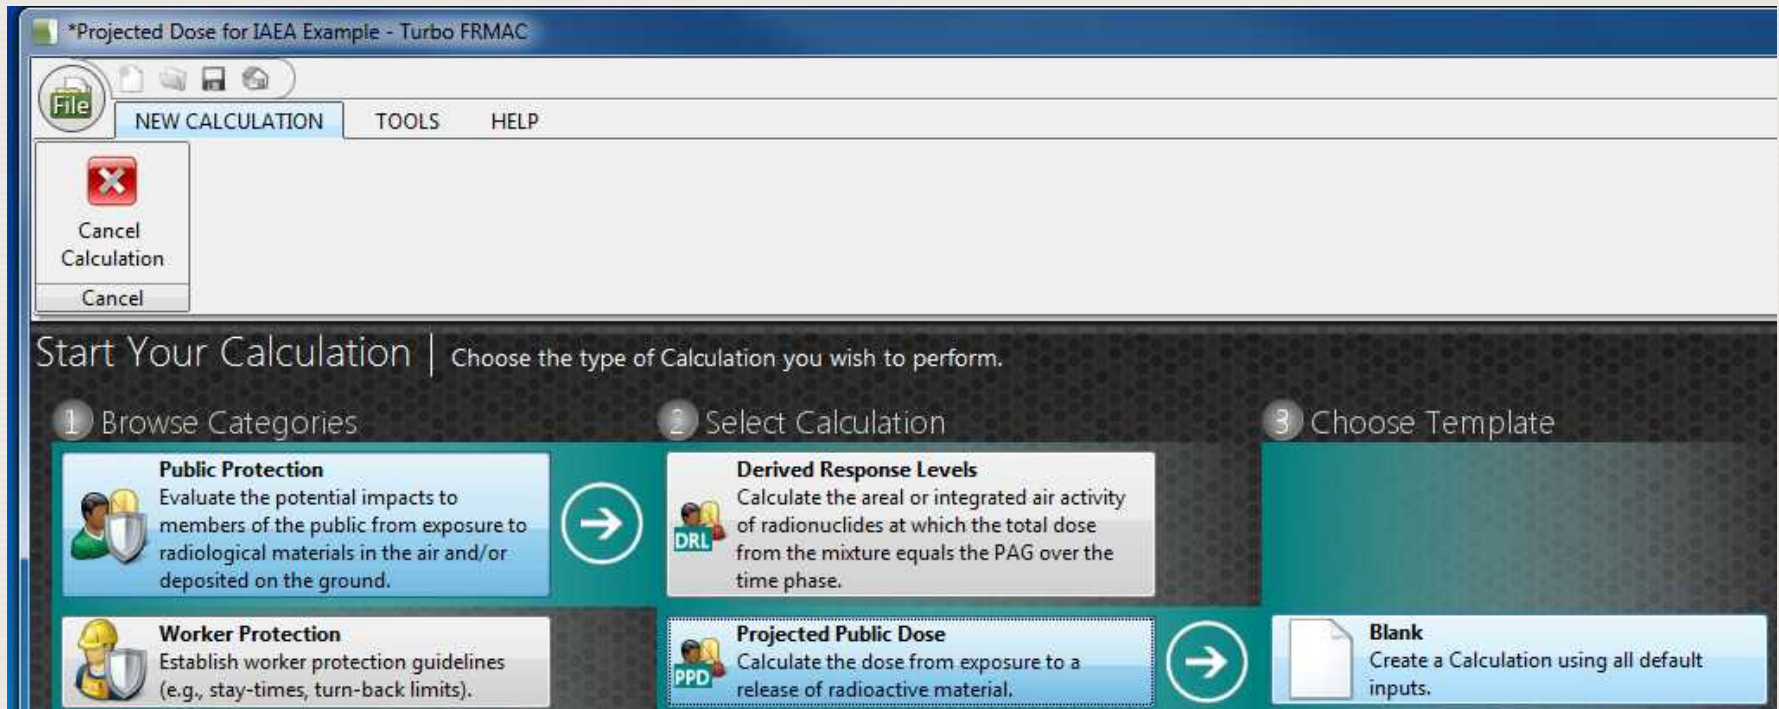 *Projected Dose for IAEA Example - Turbo FRMAC
File
NEW CALCULATION TOOLS HELP
Cancel
Calculation
Cancel
Start Your Calculation | Choose the type of Calculation you wish to perform.
1 Browse Categories
Public Protection
Evaluate the potential impacts to
members of the public from exposure to
radiological materials in the air and/or
deposited on the ground.
Worker Protection
Establish worker protection guidelines
(e.g., stay-times, turn-back limits).
2 Select Calculation
DRL
Derived Response Levels
Calculate the areal or integrated air activity
of radionuclides at which the total dose
from the mixture equals the PAG over the
time phase.
PPD
Projected Public Dose
Calculate the dose from exposure to a
release of radioactive material.
3 Choose Template
Blank
Create a Calculation using all default
inputs.